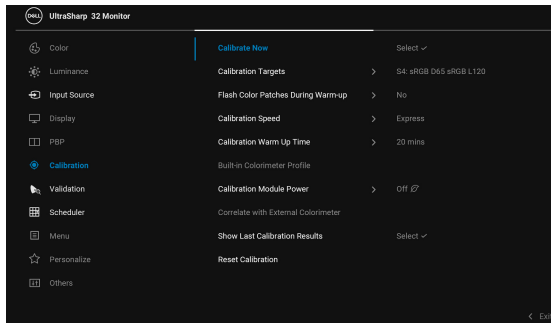 DELL UltraSharp 32 Monitor
Color
Luminance
Input Source
Display
PBP
Calibration
Validation
Scheduler
Menu
Personalize
Others
Calibrate Now Select
Calibration Targets S4: sRGB D65 sRGB L120
Flash Color Patches During Warm-up No
Calibration Speed Express
Calibration Warm Up Time 20 mins
Built-in Colorimeter Profile
Calibration Module Power Off
Correlate with External Colorimeter
Show Last Calibration Results Select
Reset Calibration
Exit